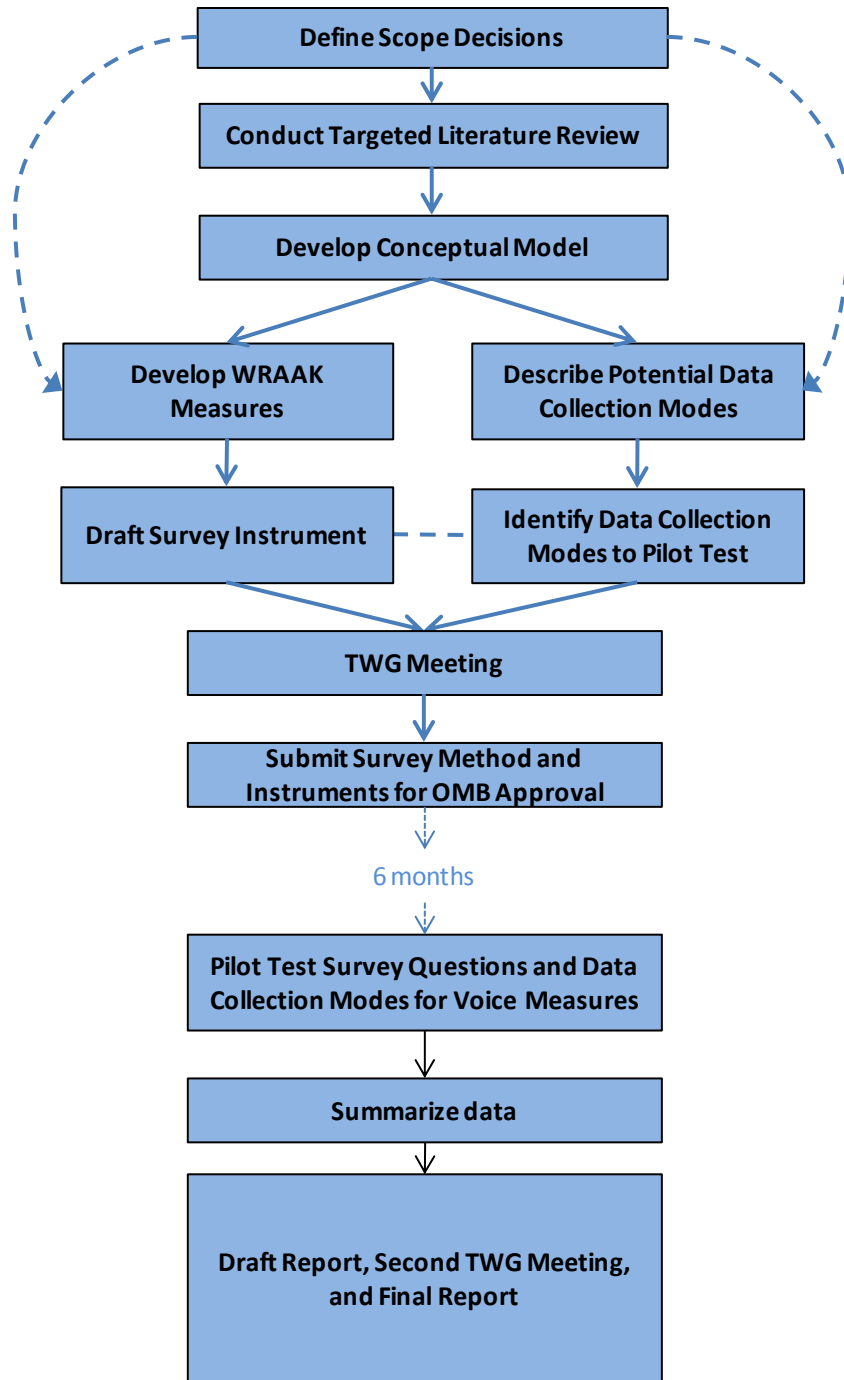 Define Scope Decisions
Conduct Targeted Literature Review
Develop Conceptual Model
Develop WRAAK
Measures
Describe Potential Data
Collection Modes
Draft Survey Instrument
Identify Data Collection
Modes to Pilot Test
TWG Meeting
Submit Survey Method and
Instruments for OMB Approval
6 months
Pilot Test Survey Questions and Data
Collection Modes for Voice Measures
Summarize data
Draft Report, Second TWG Meeting,
and Final Report